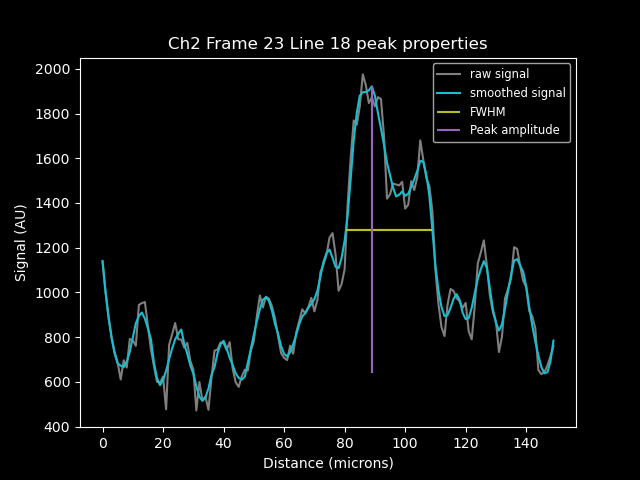 Ch2 Frame 23 Line 18 peak properties
raw signal
smoothed signal
FWHM
Peak amplitude
Signal (AU)
2000
1800
1600
1400
1200
1000
800
600
400
0 20 40 60 80 100 120 140
Distance (microns)